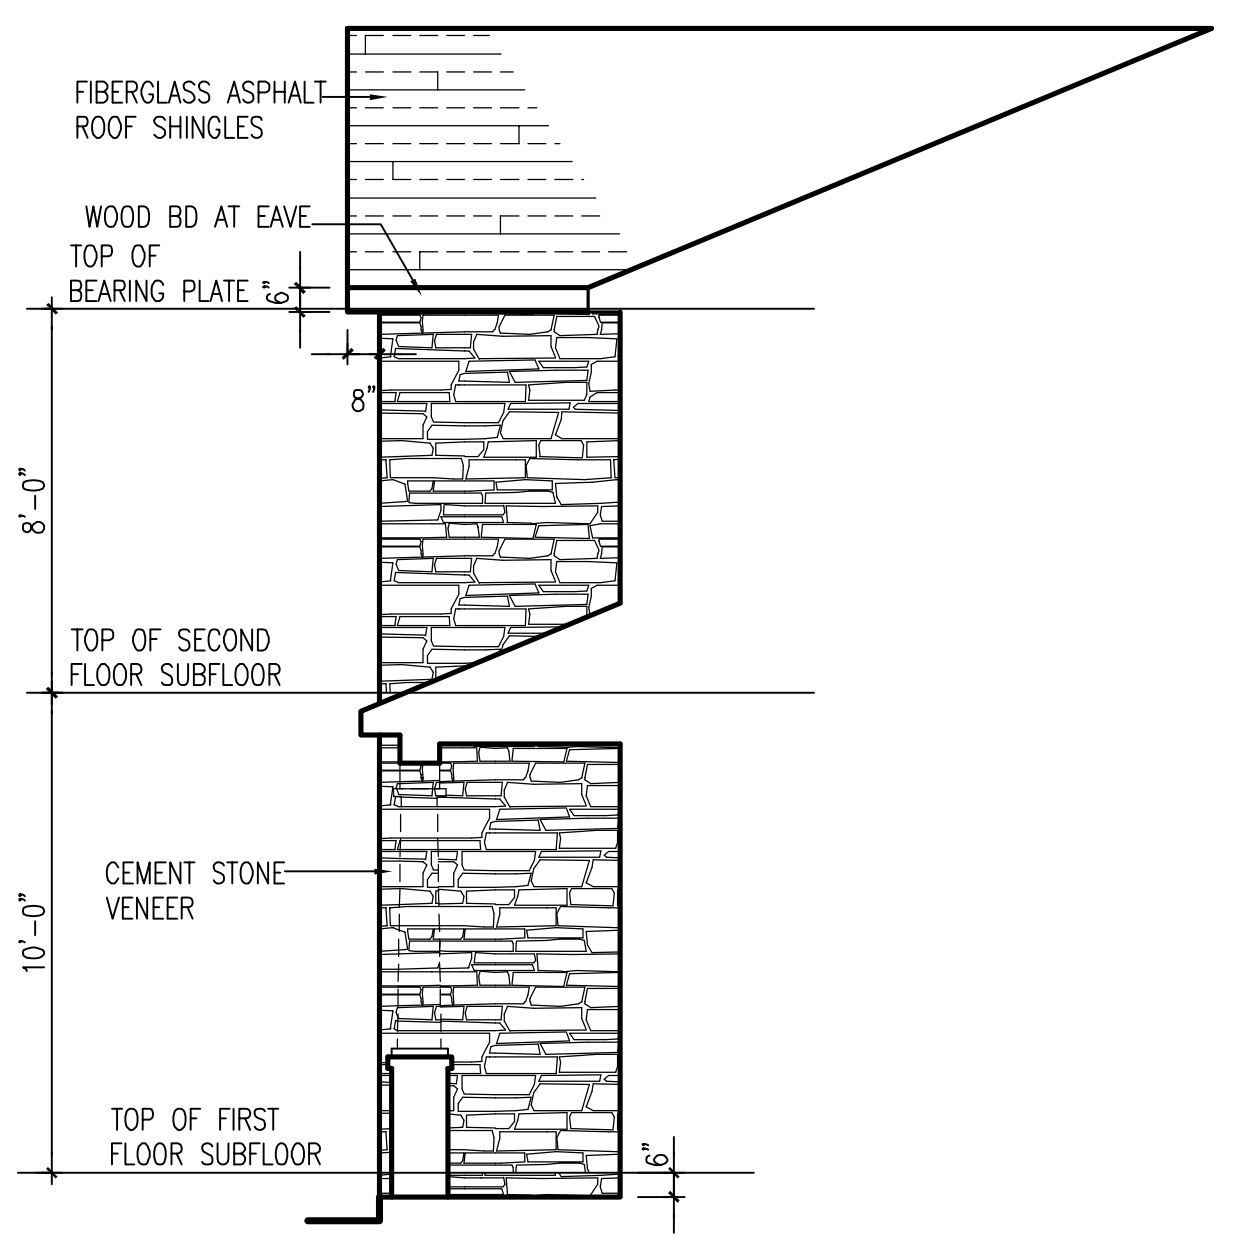 FIBERGLASS ASPHALT
ROOF SHINGLES
WOOD BD AT EAVE
TOP OF
BEARING PLATE
6"
8"
8'-0"
TOP OF SECOND
FLOOR SUBFLOOR
CEMENT STONE
VENEER
10'-0"
TOP OF FIRST
FLOOR SUBFLOOR
6"